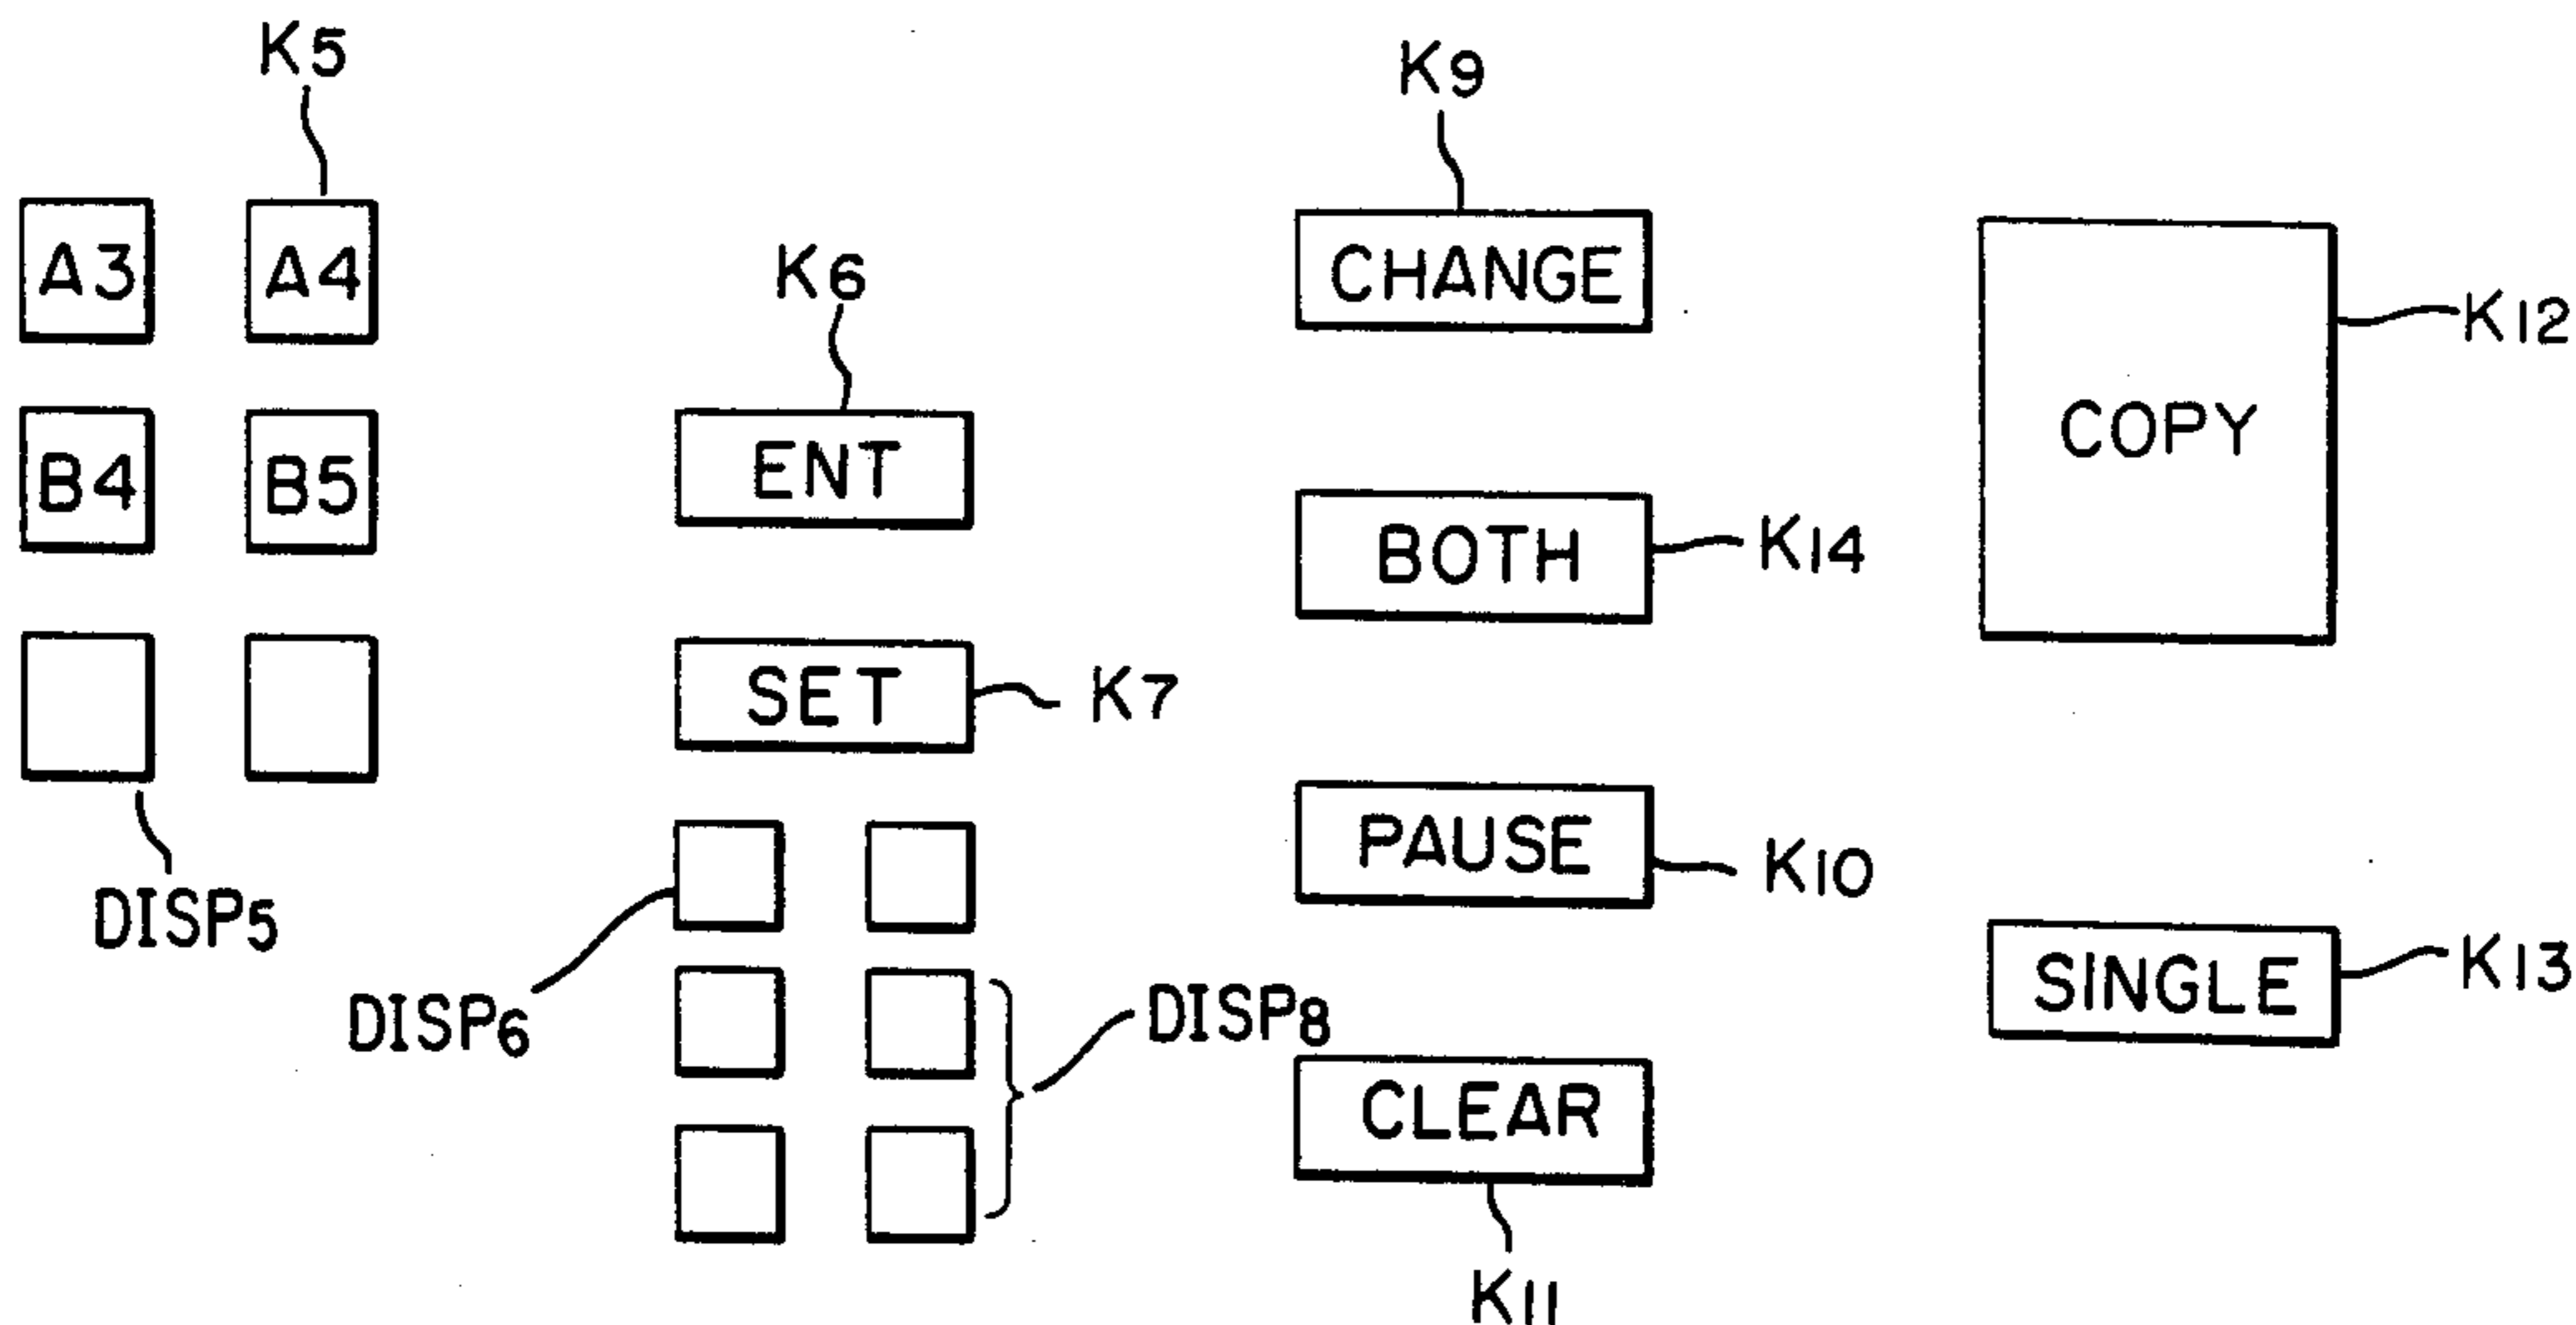 K5
K9
A3 A4
K6
CHANGE
K12
B4 B5
ENT
COPY
BOTH
K14
SET
K7
PAUSE
K10
DISP5
SINGLE
K13
DISP6
DISP8
CLEAR
K11